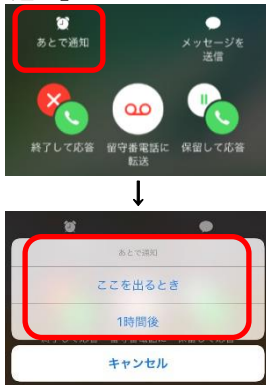 あとで通知
メッセージを
送信
終了して応答
留守番電話に
転送
保留して応答
↓
あとで通知
ここを出るとき
1時間後
キャンセル